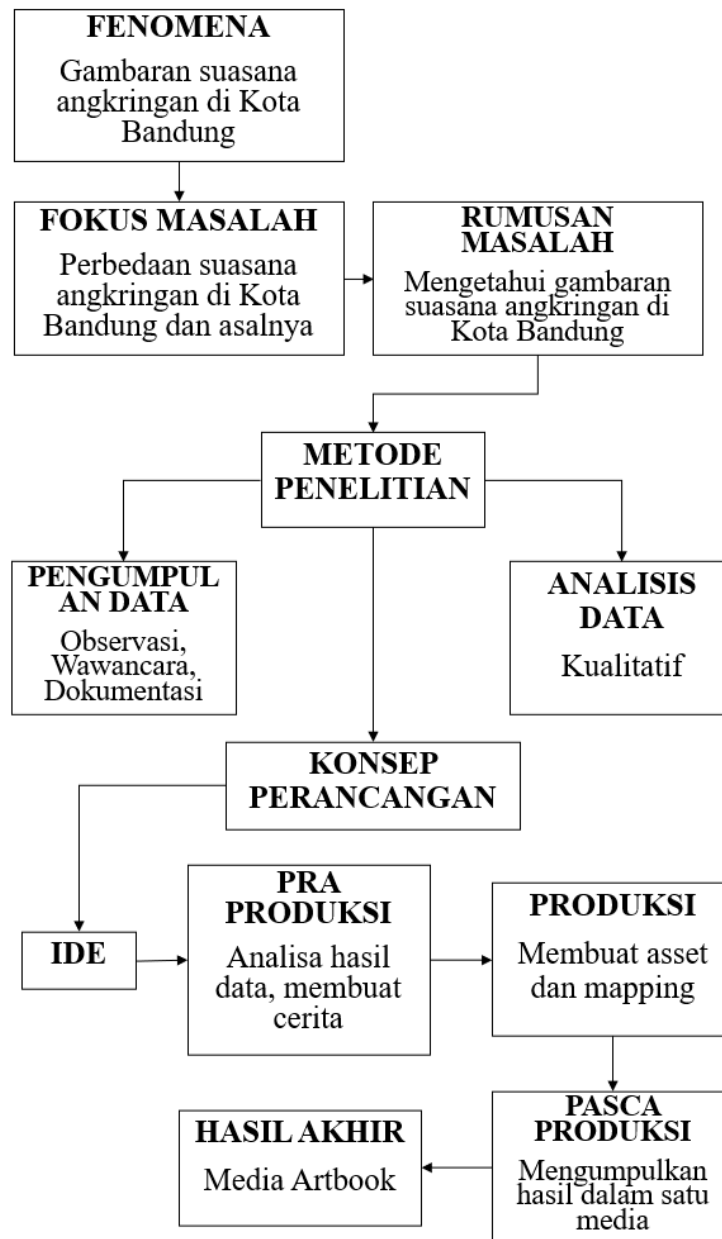 FENOMENA
Gambaran suasana
angkringan di Kota
Bandung
FOKUS MASALAH
Perbedaan suasana
angkringan di Kota
Bandung dan asalnya
RUMUSAN
MASALAH
Mengetahui gambaran
suasana angkringan di
Kota Bandung
METODE
PENELITIAN
PENGUMPUL
AN DATA
Observasi,
Wawancara,
Dokumentasi
ANALISIS
DATA
Kualitatif
KONSEP
PERANCANGAN
IDE
PRA
PRODUKSI
Analisa hasil
data, membuat
cerita
PRODUKSI
Membuat asset
dan mapping
PASCA
PRODUKSI
Mengumpulkan
hasil dalam satu
media
HASIL AKHIR
Media Artbook